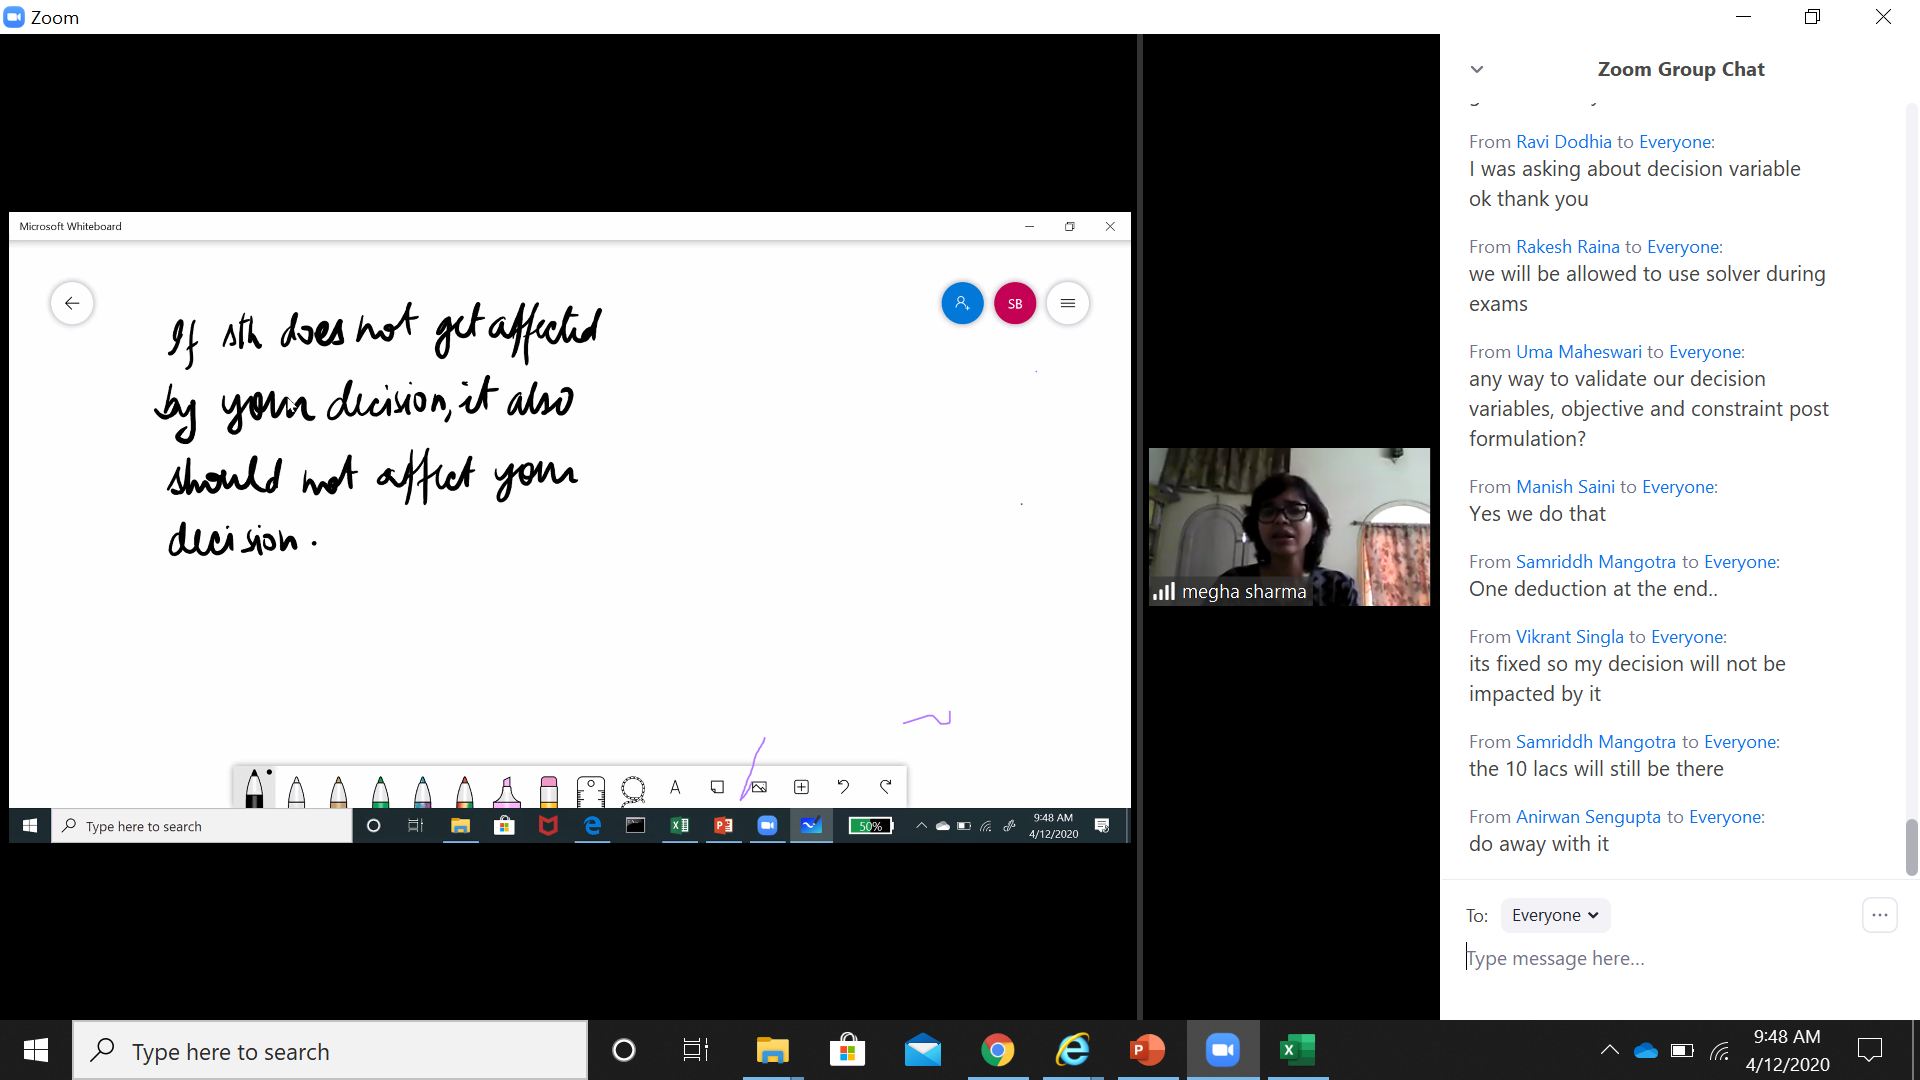 Zoom
Zoom Group Chat
From Ravi Dodhia to Everyone:
I was asking about decision variable
ok thank you
From Rakesh Raina to Everyone:
we will be allowed to use solver during
exams
From Uma Maheswari to Everyone:
any way to validate our decision
variables, objective and constraint post
formulation?
From Manish Saini to Everyone:
Yes we do that
From Samriddh Mangotra to Everyone:
One deduction at the end..
From Vikrant Singla to Everyone:
its fixed so my decision will not be
impacted by it
From Samriddh Mangotra to Everyone:
the 10 lacs will still be there
From Anirwan Sengupta to Everyone:
do away with it
To: Everyone
Type message here...
Microsoft Whiteboard
SB
If sth does not get affected
by your decision, it also
should not affect your
decision.
Type here to search
50%
9:48 AM
4/12/2020
megha sharma
Type here to search
9:48 AM
4/12/2020